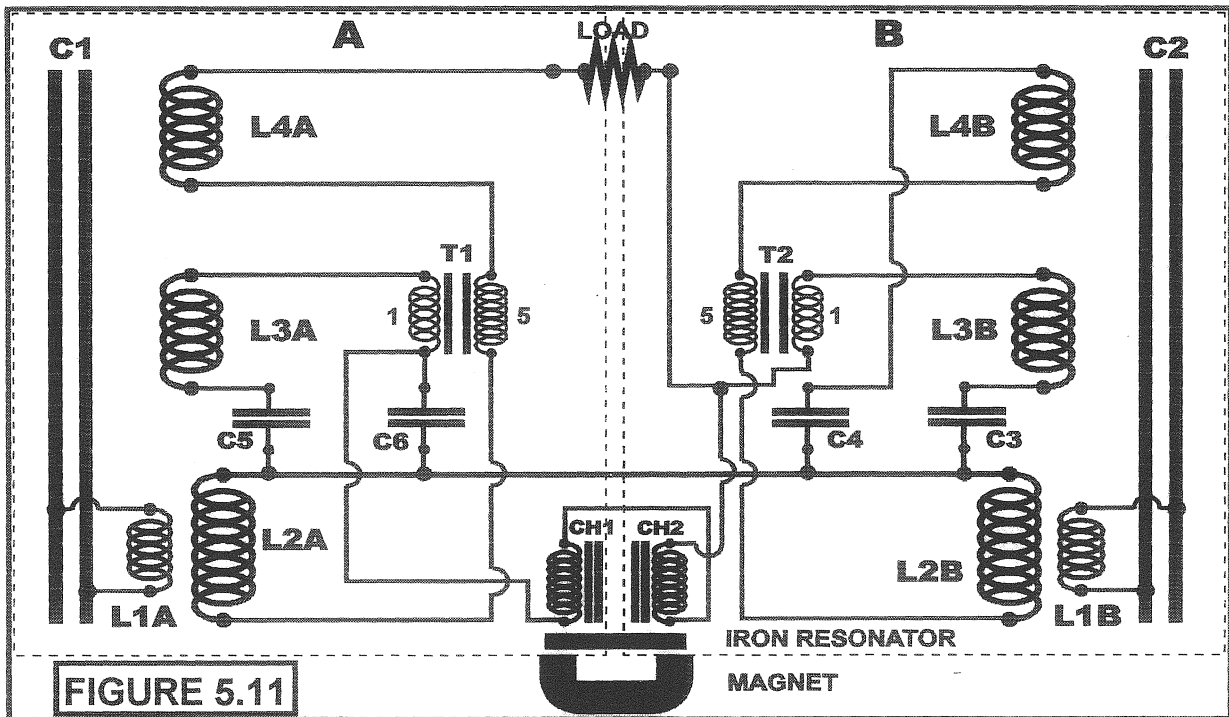 A
LOAD
B
C1
C2
L4A
L4B
T1
T2
1
5
5
1
L3A
L3B
C5
C6
C4
C3
L2A
CH1
CH2
L2B
L1A
L1B
IRON RESONATOR
MAGNET
FIGURE 5.11